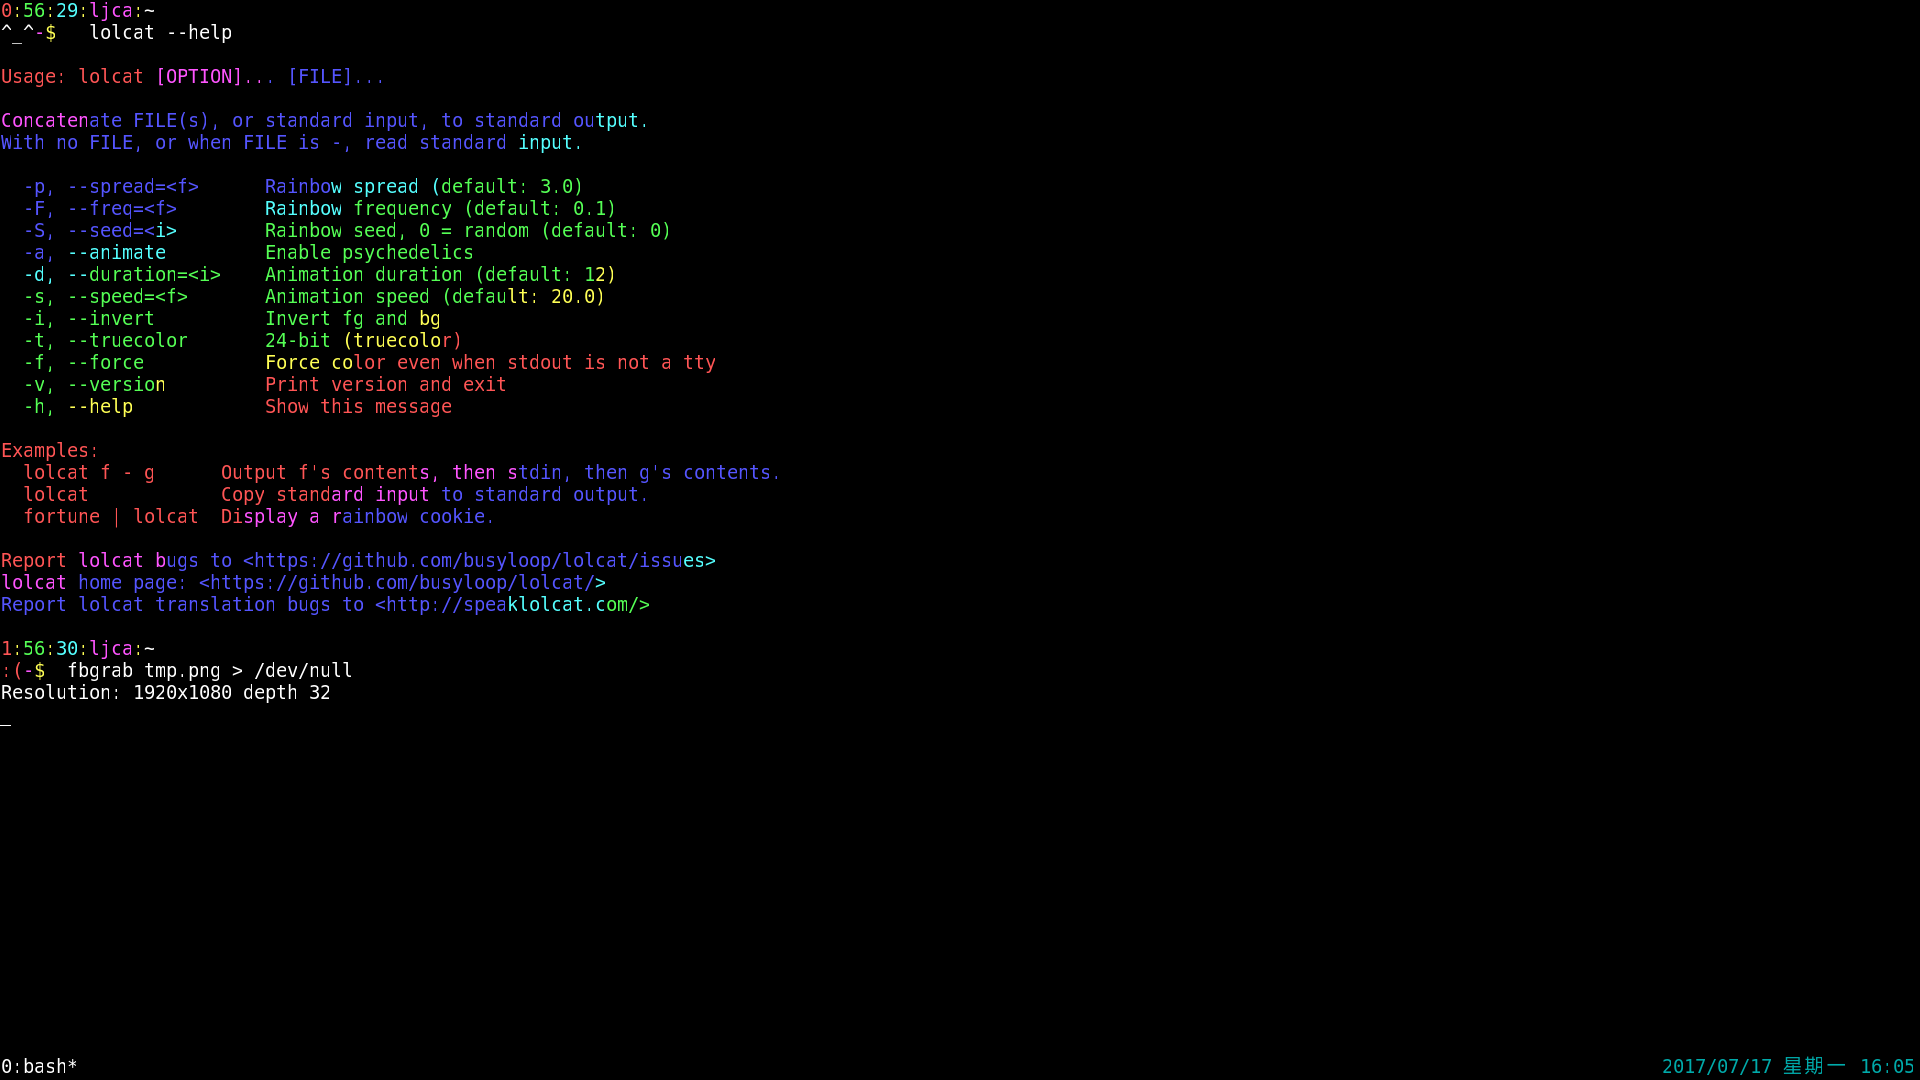 0:56:29:ljca:~
^_^-$   lolcat --help

Usage: lolcat [OPTION]... [FILE]...

Concatenate FILE(s), or standard input, to standard output.
With no FILE, or when FILE is -, read standard input.

  -p, --spread=<f>      Rainbow spread (default: 3.0)
  -F, --freq=<f>        Rainbow frequency (default: 0.1)
  -S, --seed=<i>        Rainbow seed, 0 = random (default: 0)
  -a, --animate         Enable psychedelics
  -d, --duration=<i>    Animation duration (default: 12)
  -s, --speed=<f>       Animation speed (default: 20.0)
  -i, --invert          Invert fg and bg
  -t, --truecolor       24-bit (truecolor)
  -f, --force           Force color even when stdout is not a tty
  -v, --version         Print version and exit
  -h, --help            Show this message

Examples:
  lolcat f - g      Output f's contents, then stdin, then g's contents.
  lolcat            Copy standard input to standard output.
  fortune | lolcat  Display a rainbow cookie.

Report lolcat bugs to <https://github.com/busyloop/lolcat/issues>
lolcat home page: <https://github.com/busyloop/lolcat/>
Report lolcat translation bugs to <http://speaklolcat.com/>

1:56:30:ljca:~
:(-$  fbgrab tmp.png > /dev/null
Resolution: 1920x1080 depth 32
_
0:bash*
2017/07/17 星期一 16:05